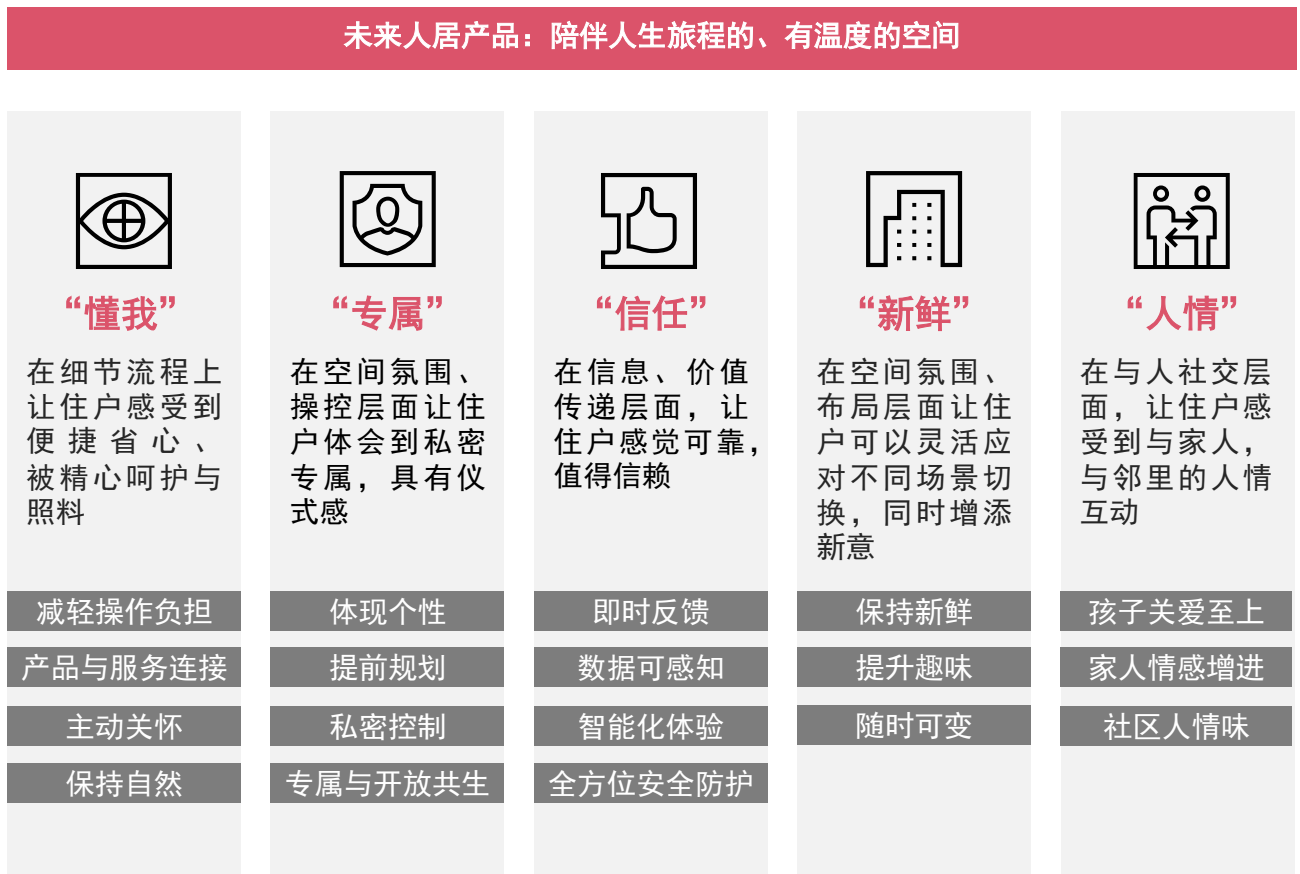 未来人居产品：陪伴人生旅程的、有温度的空间
“懂我”
在细节流程上
让住户感受到
便捷省心、
被精心呵护与
照料
减轻操作负担
产品与服务连接
主动关怀
保持自然
“专属”
在空间氛围、
操控层面让住
户体会到私密
专属，具有仪
式感
体现个性
提前规划
私密控制
专属与开放共生
“信任”
在信息、价值
传递层面，让
住户感觉可靠，
值得信赖
即时反馈
数据可感知
智能化体验
全方位安全防护
“新鲜”
在空间氛围、
布局层面让住
户可以灵活应
对不同场景切
换，同时增添
新意
保持新鲜
提升趣味
随时可变
“人情”
在与人社交层
面，让住户感
受到与家人，
与邻里的人情
互动
孩子关爱至上
家人情感增进
社区人情味